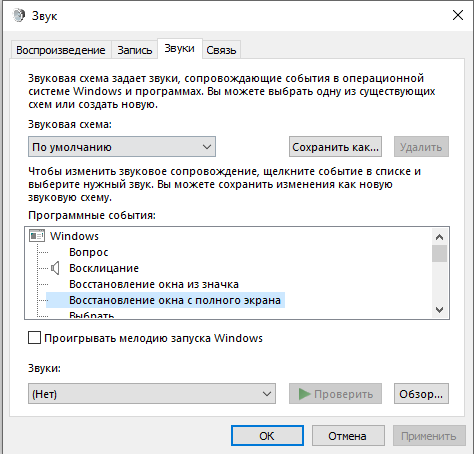 Звук
Воспроизведение Запись Звуки Связь
Звуковая схема задает звуки, сопровождающие события в операционной
системе Windows и программах. Вы можете выбрать одну из существующих
схем или создать новую.
Звуковая схема:
По умолчанию Сохранить как... Удалить
Чтобы изменить звуковое сопровождение, щелкните событие в списке и
выберите нужный звук. Вы можете сохранить изменения как новую
звуковую схему.
Программные события:
Windows
Вопрос
Восклицание
Восстановление окна из значка
Восстановление окна с полного экрана
Выбрать
Проигрывать мелодию запуска Windows
Звуки:
(Нет) Проверить Обзор...
OK Отмена Применить